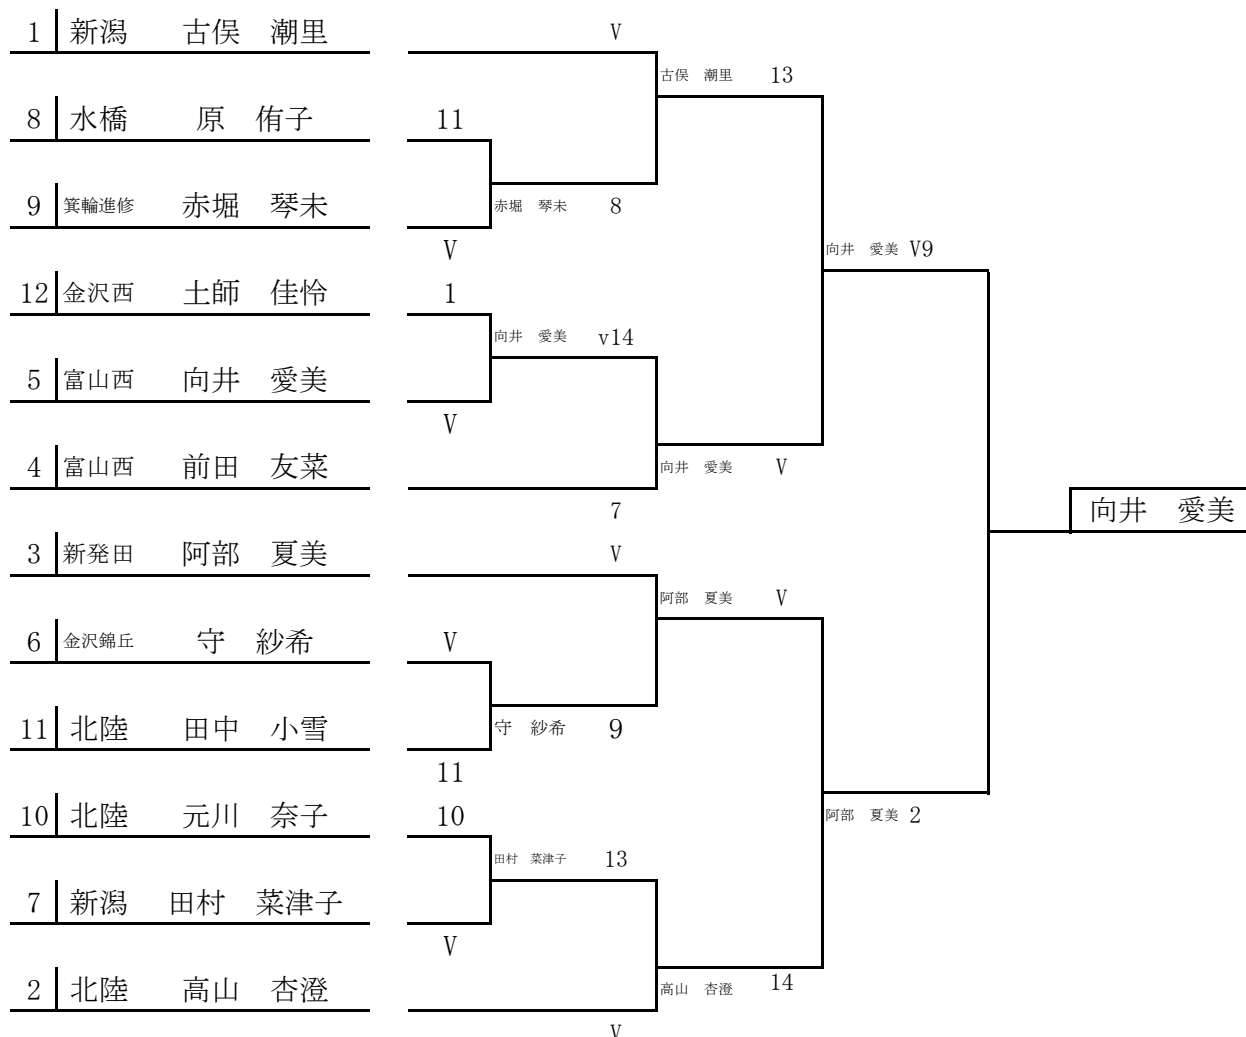 1 新潟 古俣 潮里 V
古俣 潮里 13
8 水橋 原 侑子 11
9 箕輪進修 赤堀 琴未 赤堀 琴未 8
V
向井 愛美 V9
12 金沢西 土師 佳怜 1
向井 愛美 v14
5 富山西 向井 愛美
V
4 富山西 前田 友菜 向井 愛美 V
7
向井 愛美
3 新発田 阿部 夏美 V
阿部 夏美 V
6 金沢錦丘 守 紗希 V
11 北陸 田中 小雪 守 紗希 9
11
10 北陸 元川 奈子 10
阿部 夏美 2
田村 菜津子 13
7 新潟 田村 菜津子
V
2 北陸 高山 杏澄 高山 杏澄 14
V